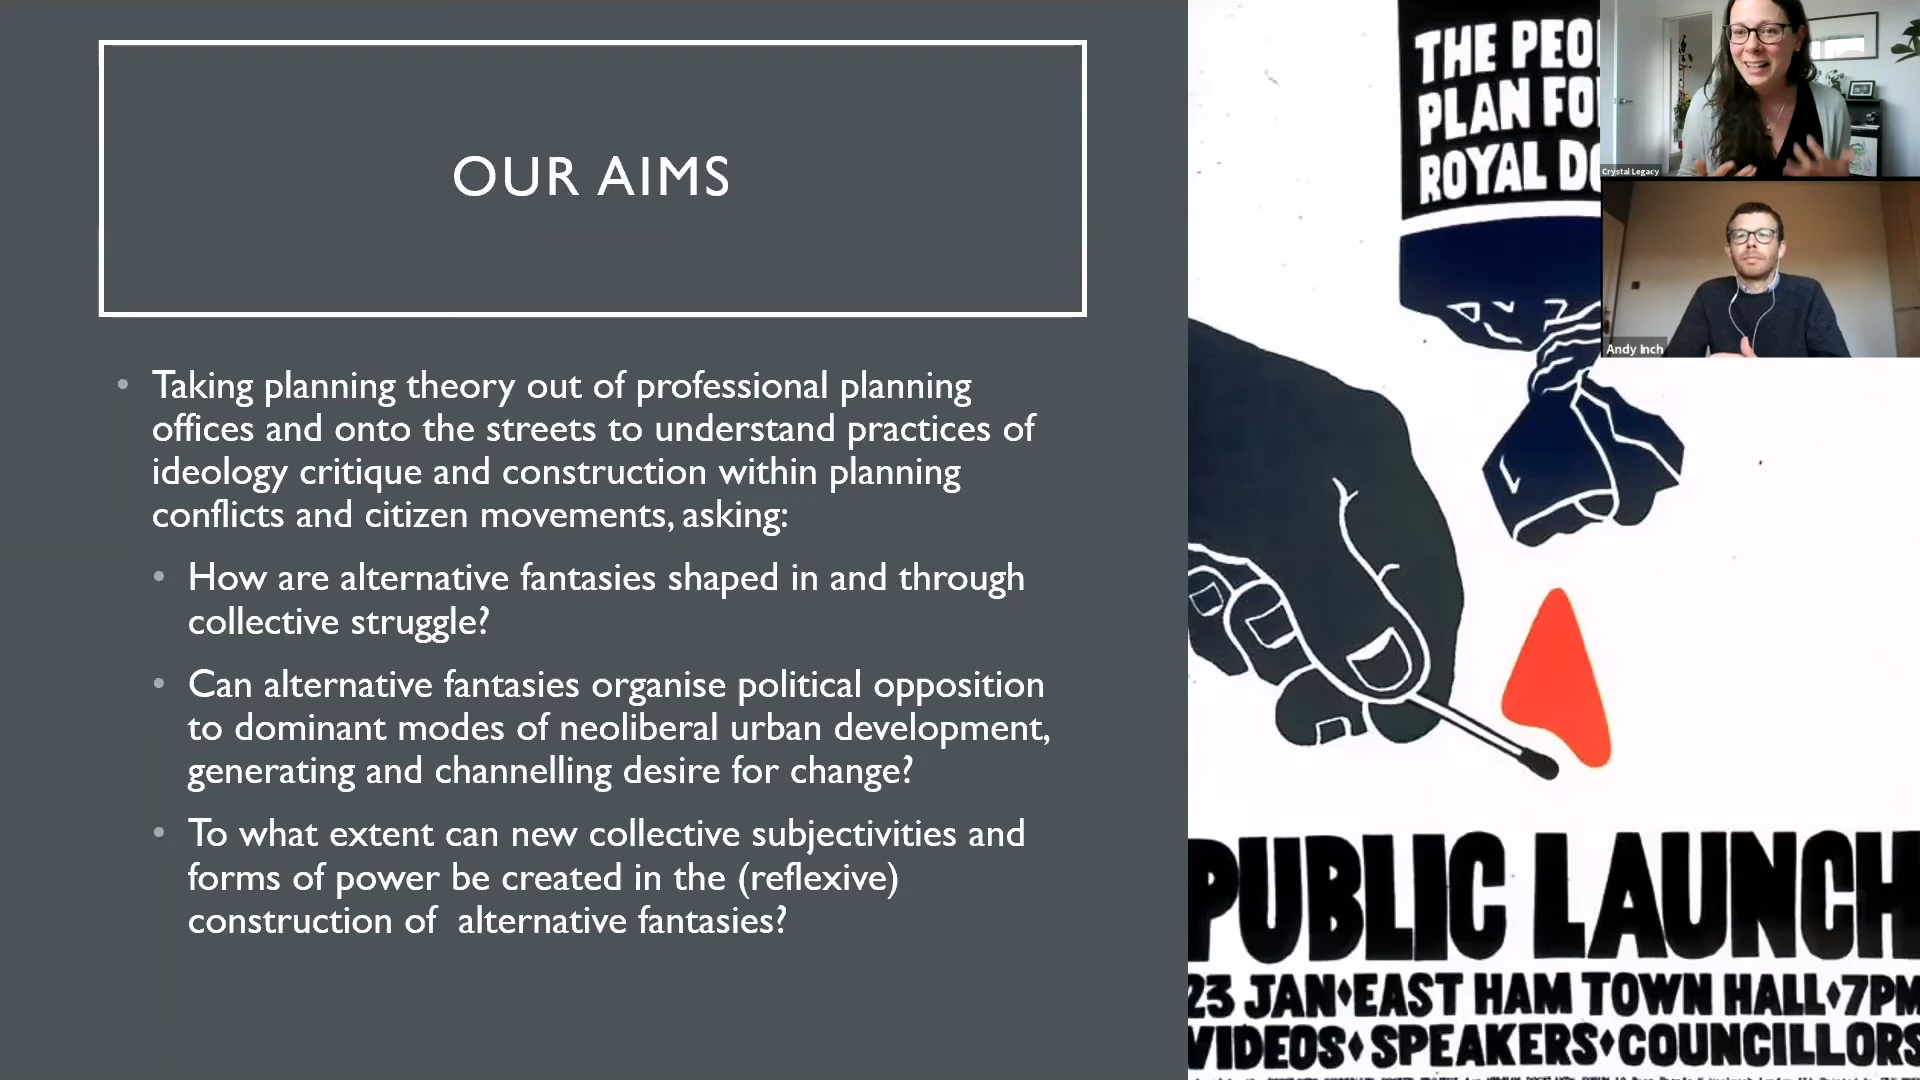 OUR AIMS
• Taking planning theory out of professional planning
offices and onto the streets to understand practices of
ideology critique and construction within planning
conflicts and citizen movements, asking:
• How are alternative fantasies shaped in and through
collective struggle?
• Can alternative fantasies organise political opposition
to dominant modes of neoliberal urban development,
generating and channelling desire for change?
• To what extent can new collective subjectivities and
forms of power be created in the (reflexive)
construction of  alternative fantasies?
THE PEO
PLAN FO
ROYAL DO
Crystal Legacy
Andy Inch
PUBLIC LAUNCH
23 JAN♦EAST HAM TOWN HALL♦7PM
VIDEOS♦SPEAKERS♦COUNCILLORS